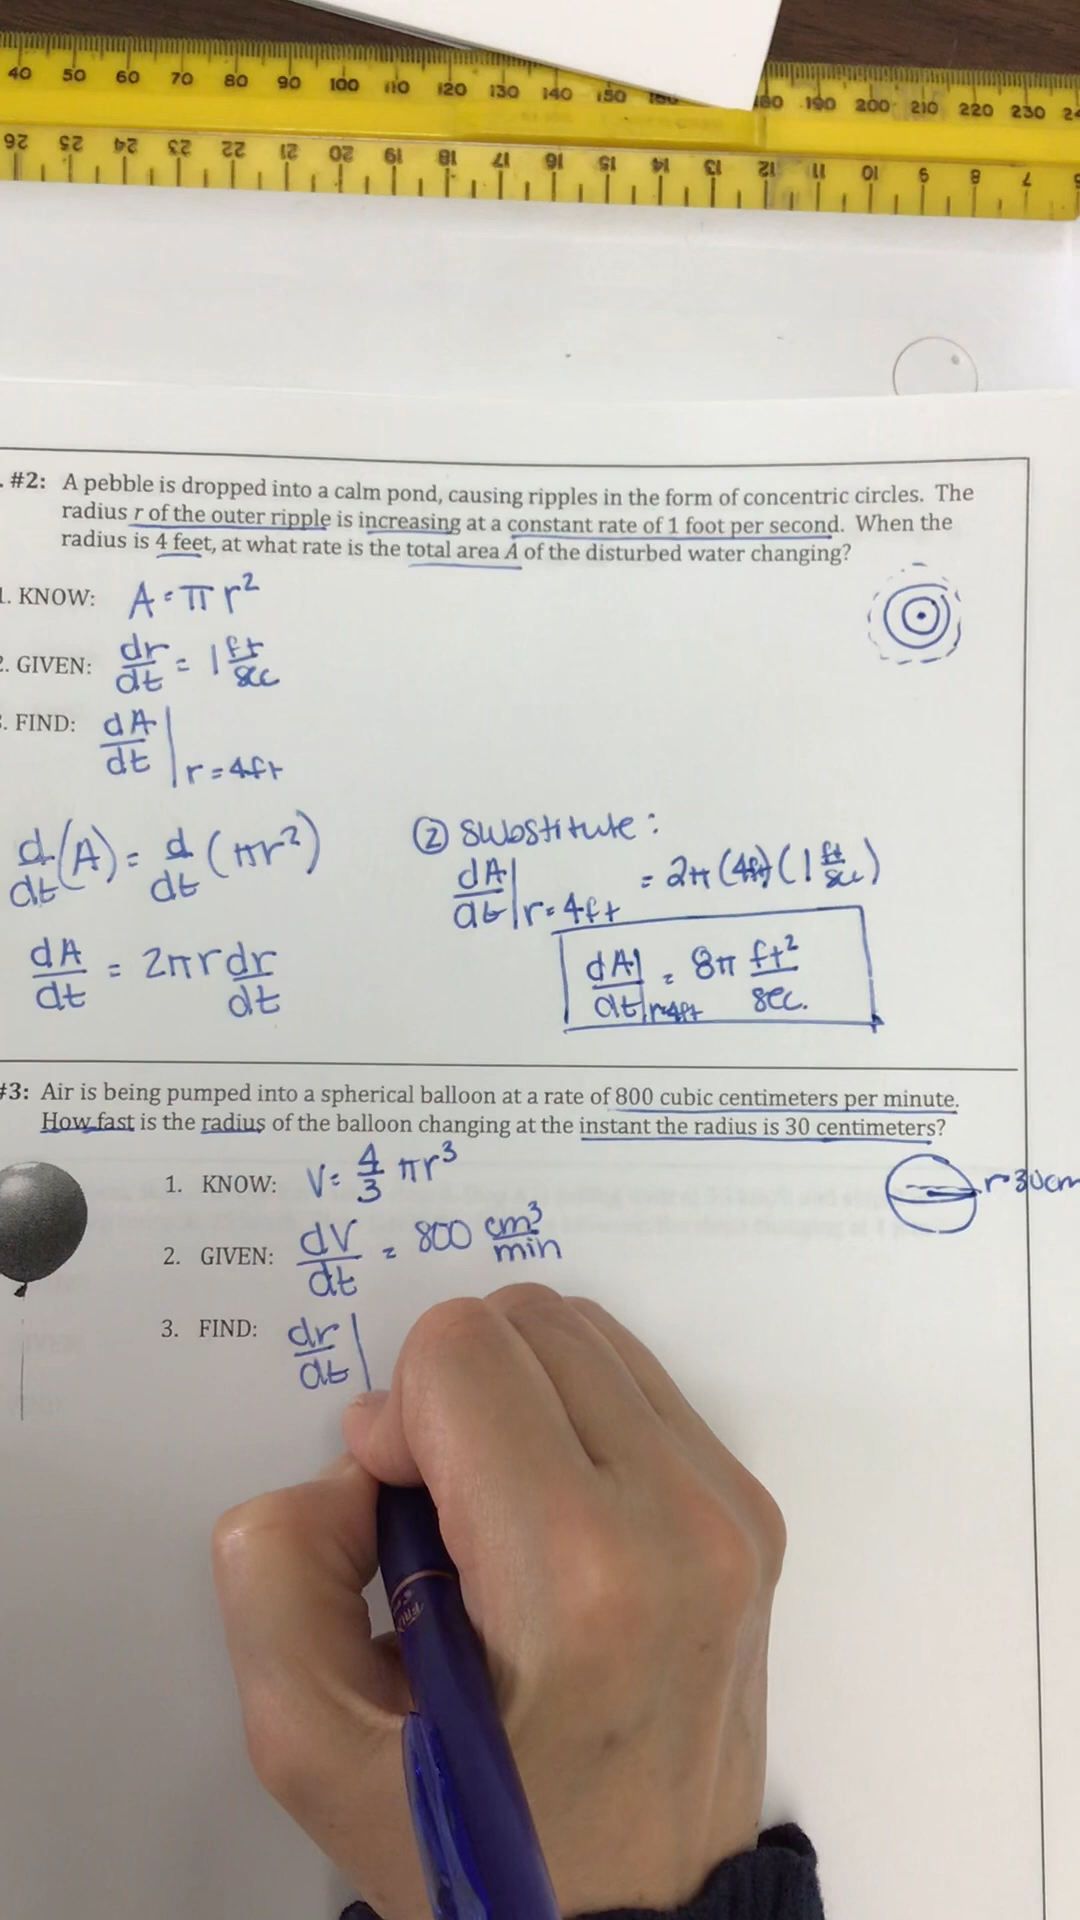 40 50 60 70 80 90 100 110 120 130 140 150 160 180 190 200 210 220 230 24
26 25 24 23 22 21 20 19 18 17 16 15 14 13 12 11 10 9 8 7
#2: A pebble is dropped into a calm pond, causing ripples in the form of concentric circles. The
radius r of the outer ripple is increasing at a constant rate of 1 foot per second. When the
radius is 4 feet, at what rate is the total area A of the disturbed water changing?
1. KNOW: A = πr²
2. GIVEN: dr/dt = 1 ft/sec
3. FIND: dA/dt | r = 4ft
d/dt (A) = d/dt (πr²)
dA/dt = 2πr dr/dt
② substitute:
dA/dt | r = 4ft = 2π (4ft) (1 ft/sec)
dA/dt | r=4ft = 8π ft²/sec.
#3: Air is being pumped into a spherical balloon at a rate of 800 cubic centimeters per minute.
How fast is the radius of the balloon changing at the instant the radius is 30 centimeters?
1. KNOW: V = 4/3 πr³
r=30cm
2. GIVEN: dV/dt = 800 cm³/min
3. FIND: dr/dt |